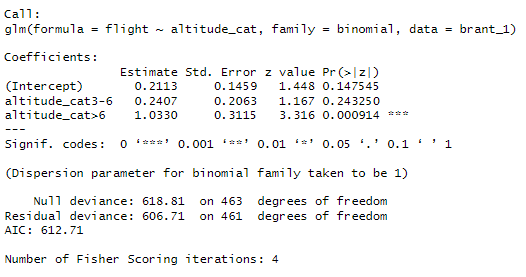 Call:
glm(formula = flight ~ altitude_cat, family = binomial, data = brant_1)
Coefficients:
Estimate Std. Error z value Pr(>|z|)
(Intercept) 0.2113 0.1459 1.448 0.147545
altitude_cat3-6 0.2407 0.2063 1.167 0.243250
altitude_cat>6 1.0330 0.3115 3.316 0.000914 ***
---
Signif. codes: 0 ‘***’ 0.001 ‘**’ 0.01 ‘*’ 0.05 ‘.’ 0.1 ‘ ’ 1
(Dispersion parameter for binomial family taken to be 1)
Null deviance: 618.81 on 463 degrees of freedom
Residual deviance: 606.71 on 461 degrees of freedom
AIC: 612.71
Number of Fisher Scoring iterations: 4